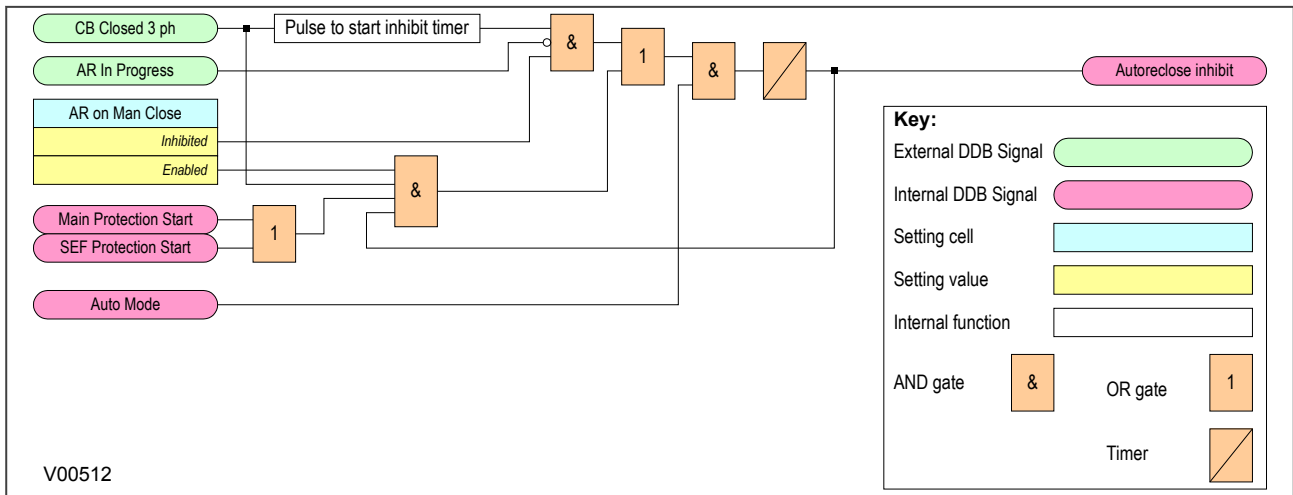 CB Closed 3 ph
Pulse to start inhibit timer
&
1
&
AR In Progress
Autoreclose inhibit
AR on Man Close
Inhibited
Enabled
&
Main Protection Start
SEF Protection Start
1
Auto Mode
Key:
External DDB Signal
Internal DDB Signal
Setting cell
Setting value
Internal function
AND gate
&
OR gate
1
Timer
V00512